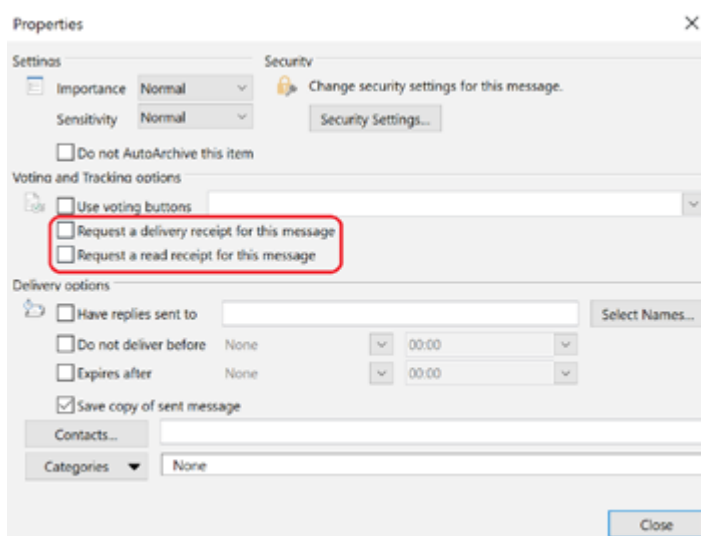 Properties
Settings
Security
Importance Normal
Change security settings for this message.
Sensitivity Normal
Security Settings...
Do not AutoArchive this item
Voting and Tracking options
Use voting buttons
Request a delivery receipt for this message
Request a read receipt for this message
Delivery options
Have replies sent to
Select Names...
Do not deliver before None 00:00
Expires after None 00:00
Save copy of sent message
Contacts...
Categories None
Close